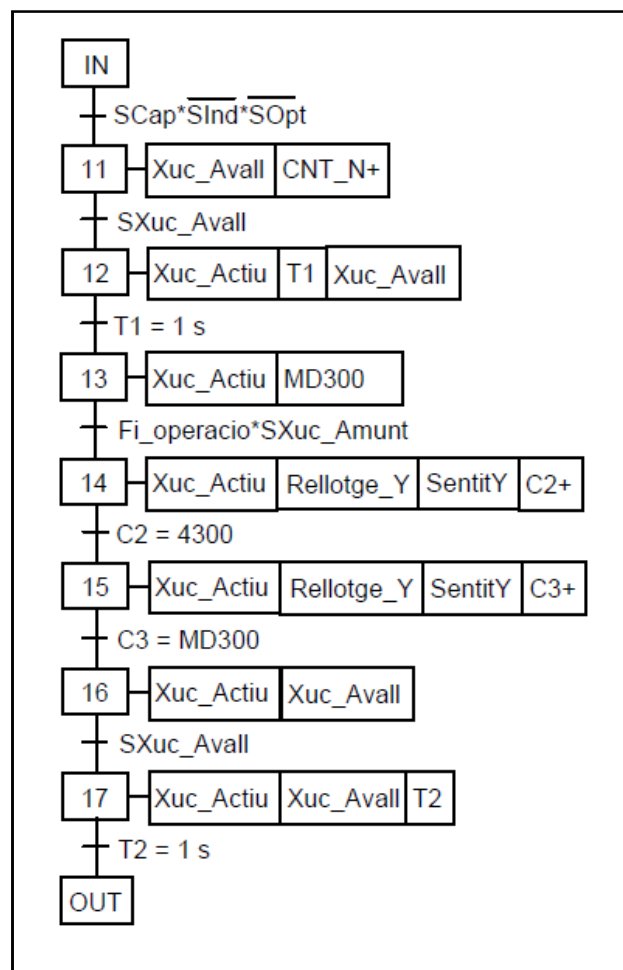 IN
SCap*S̅I̅n̅d̅*S̅O̅p̅t̅
11 Xuc_Avall CNT_N+
SXuc_Avall
12 Xuc_Actiu T1 Xuc_Avall
T1 = 1 s
13 Xuc_Actiu MD300
Fi_operacio*SXuc_Amunt
14 Xuc_Actiu Rellotge_Y SentitY C2+
C2 = 4300
15 Xuc_Actiu Rellotge_Y SentitY C3+
C3 = MD300
16 Xuc_Actiu Xuc_Avall
SXuc_Avall
17 Xuc_Actiu Xuc_Avall T2
T2 = 1 s
OUT